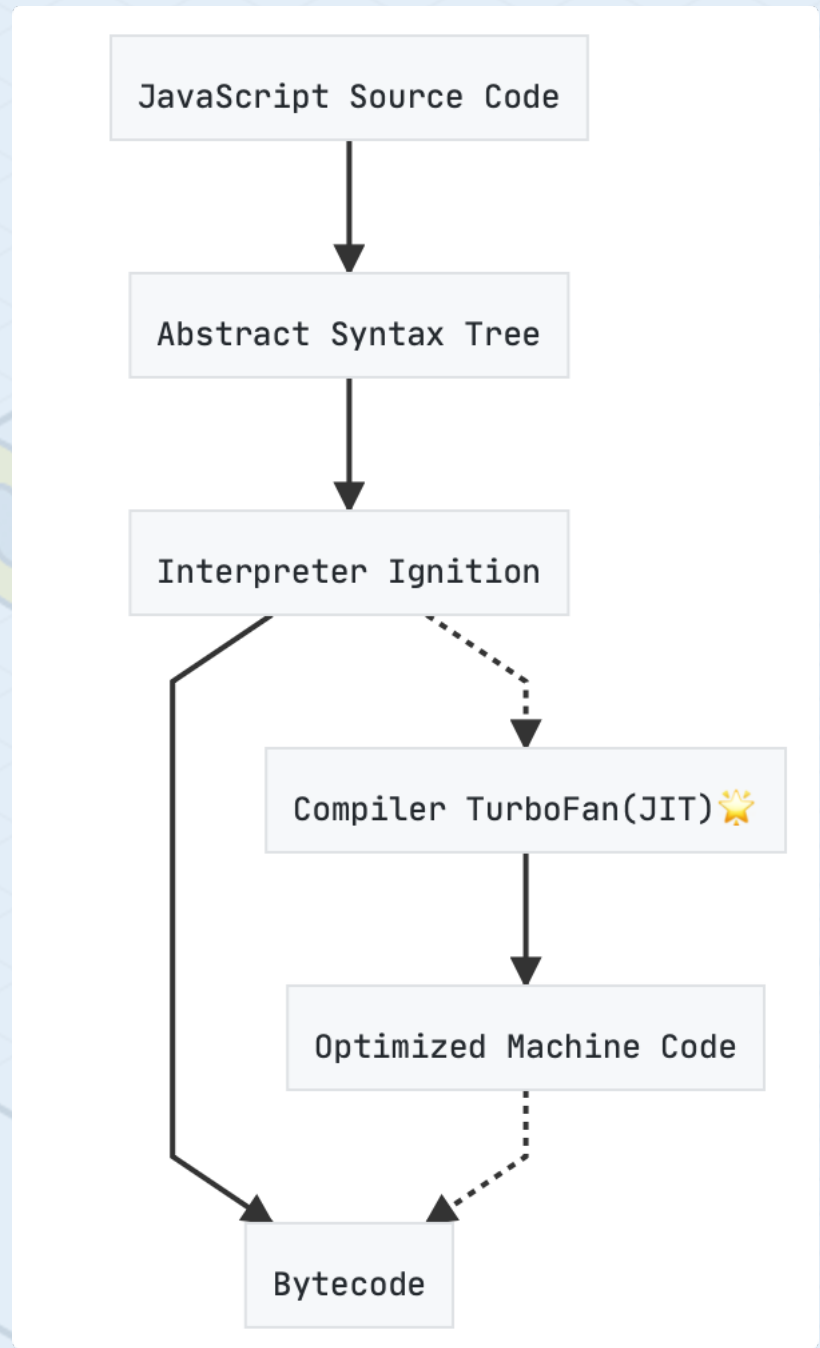 JavaScript Source Code
Abstract Syntax Tree
Interpreter Ignition
Compiler TurboFan(JIT)🌟
Optimized Machine Code
Bytecode